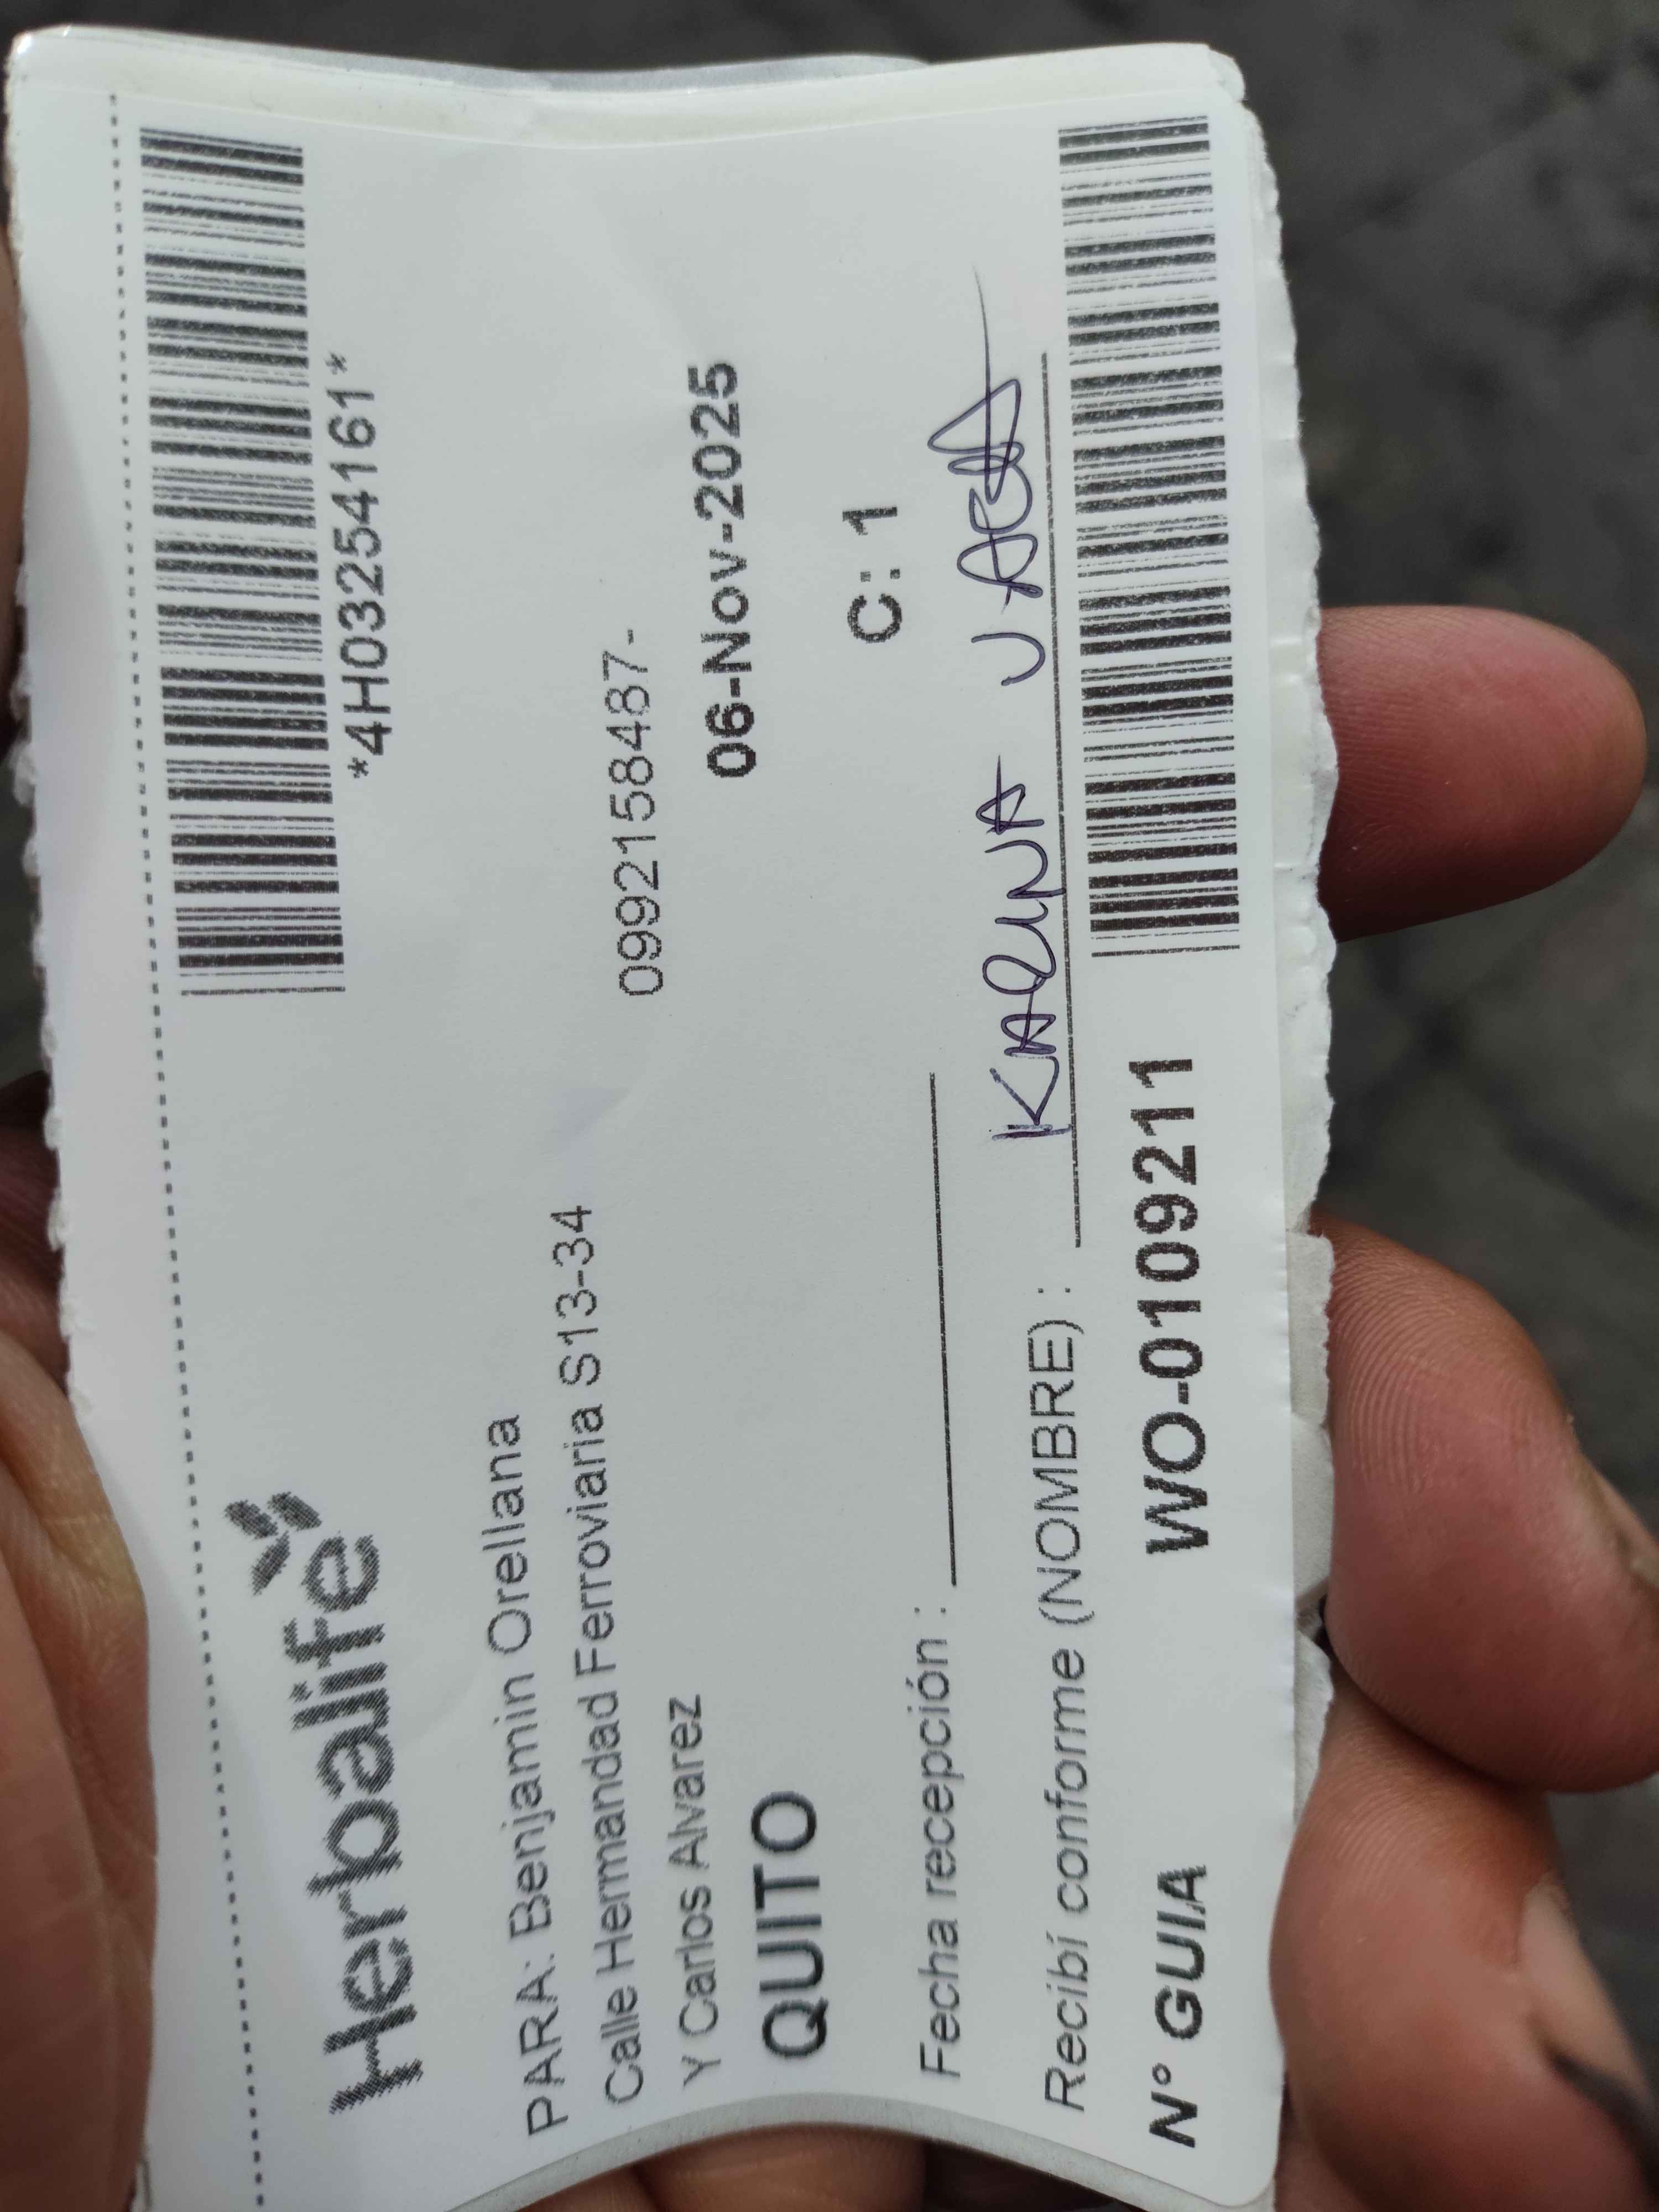 Herbalife
*4H03254161*
PARA: Benjamin Orellana
Calle Hermandad Ferroviaria S13-34
0992158487-
Y Carlos Alvarez
06-Nov-2025
QUITO
C: 1
Fecha recepción :
Recibí conforme (NOMBRE) : KARINA
N° GUIA WO-0109211